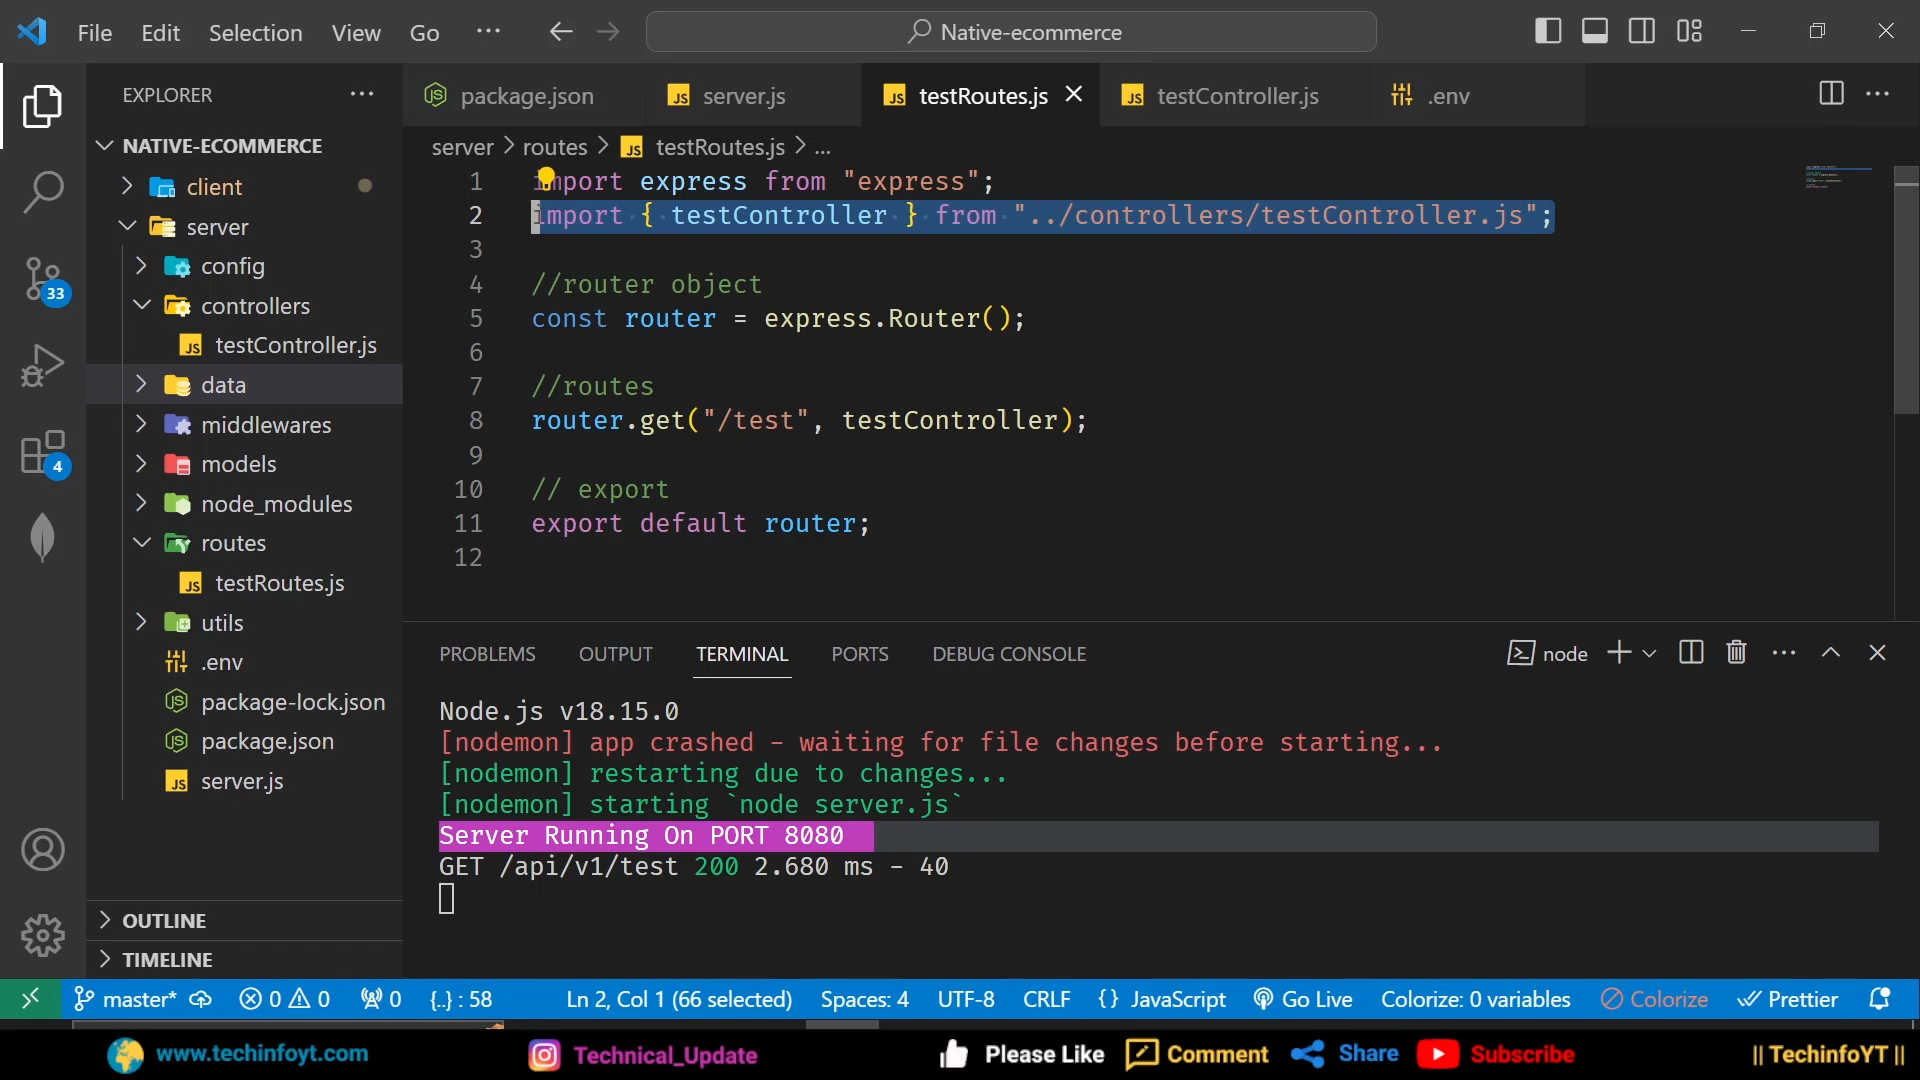 File Edit Selection View Go ... Native-ecommerce
EXPLORER ...
package.json
server.js
testRoutes.js
testController.js
.env
NATIVE-ECOMMERCE
client
server
config
controllers
testController.js
data
middlewares
models
node_modules
routes
testRoutes.js
utils
.env
package-lock.json
package.json
server.js
OUTLINE
TIMELINE
33
4
server > routes > JS testRoutes.js > ...
1 import express from "express";
2 import { testController } from "../controllers/testController.js";
3
4 //router object
5 const router = express.Router();
6
7 //routes
8 router.get("/test", testController);
9
10 // export
11 export default router;
12
PROBLEMS OUTPUT TERMINAL PORTS DEBUG CONSOLE
node
Node.js v18.15.0
[nodemon] app crashed - waiting for file changes before starting...
[nodemon] restarting due to changes...
[nodemon] starting `node server.js`
Server Running On PORT 8080
GET /api/v1/test 200 2.680 ms - 40
master* 0 0 0 {..} : 58 Ln 2, Col 1 (66 selected) Spaces: 4 UTF-8 CRLF {} JavaScript Go Live Colorize: 0 variables Colorize Prettier
www.techinfoyt.com Technical_Update Please Like Comment Share Subscribe || TechinfoYT ||